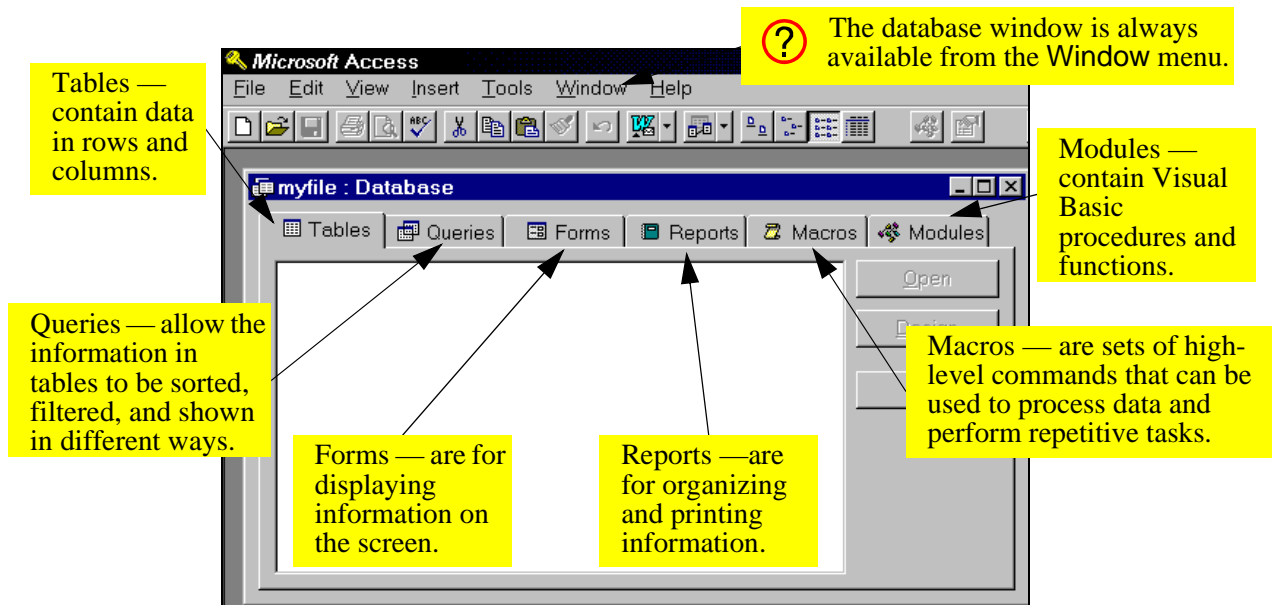 ? The database window is always
available from the Window menu.
Microsoft Access
File Edit View Insert Tools Window Help
Tables —
contain data
in rows and
columns.
Modules —
contain Visual
Basic
procedures and
functions.
myfile : Database
Tables Queries Forms Reports Macros Modules
Open
Queries — allow the
information in
tables to be sorted,
filtered, and shown
in different ways.
Macros — are sets of high-
level commands that can be
used to process data and
perform repetitive tasks.
Forms — are for
displaying
information on
the screen.
Reports —are
for organizing
and printing
information.